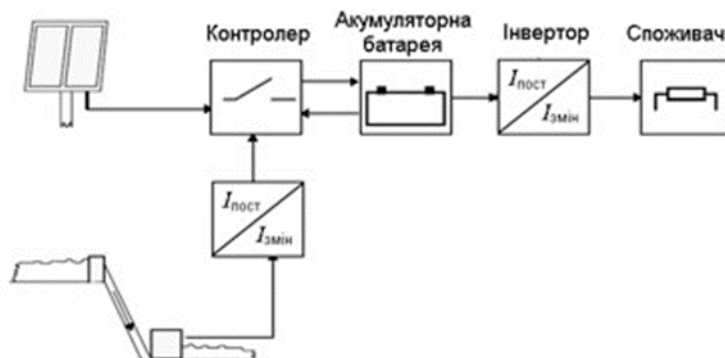 Контролер
Акумуляторна
батарея
Інвертор
Споживач
Iпост
Iзмін
Iпост
Iзмін